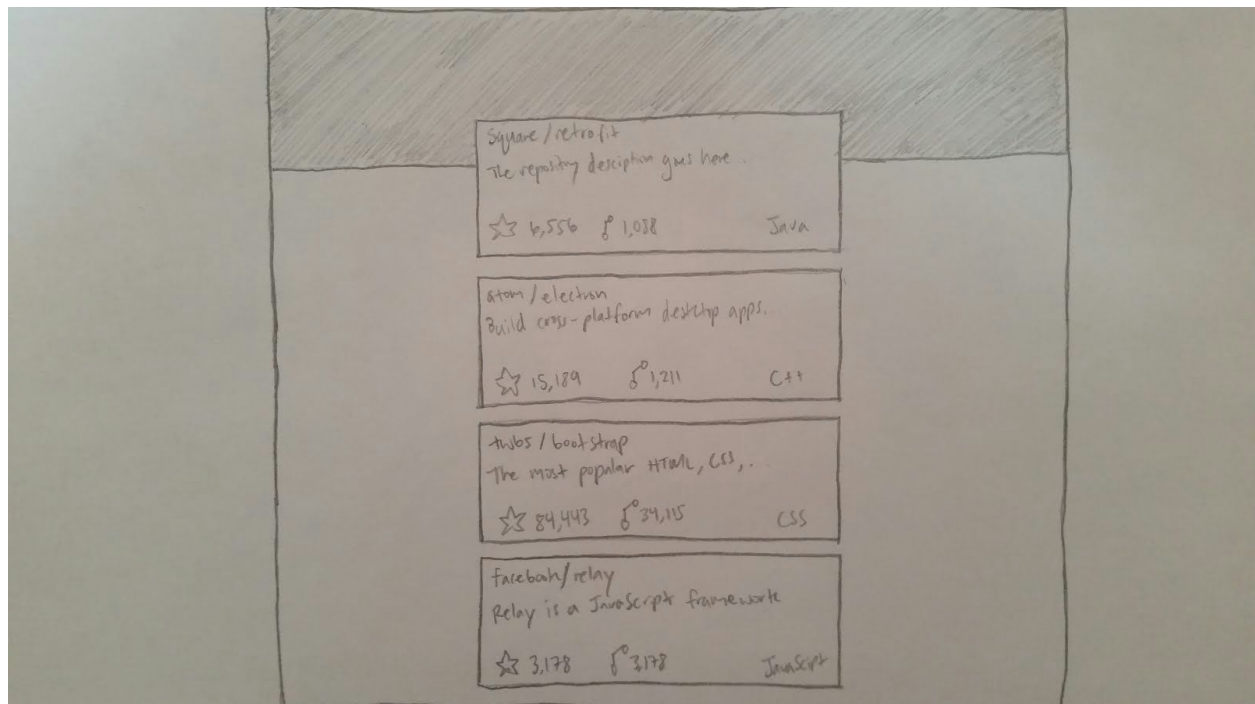 Square/retrofit
The repository desciption goes here..
6,556 1,038 Java
atom/electron
Build cross-platform desktop apps.
15,189 1,211 C++
twbs/bootstrap
The most popular HTML, CSS,..
84,443 34,115 CSS
facebook/relay
Relay is a JavaScript framework
3,178 3,178 JavaScript